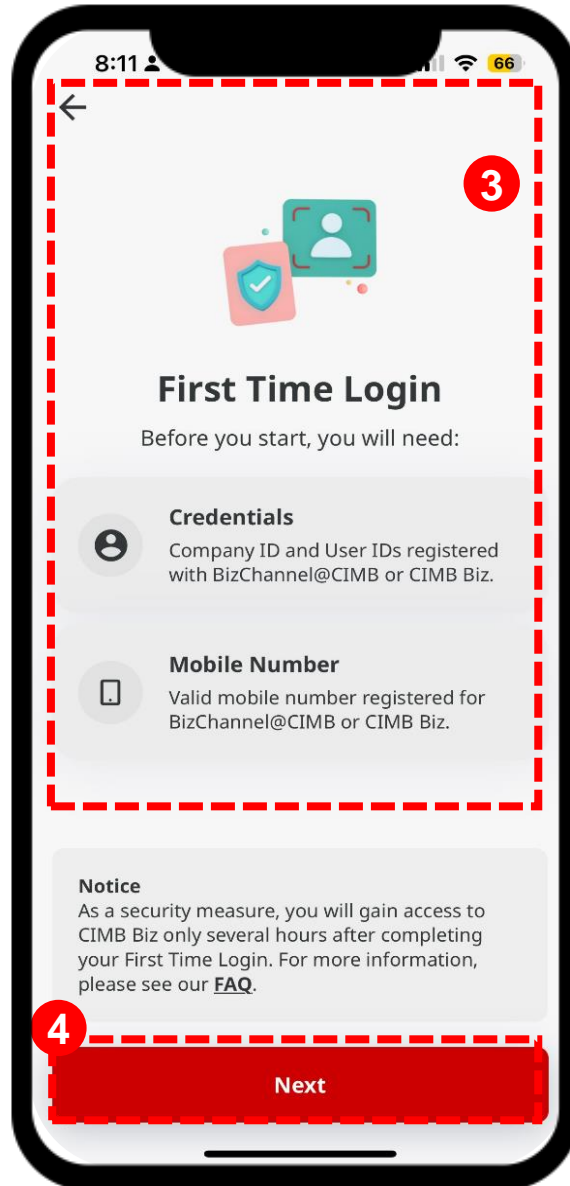 8:11
66
3
First Time Login
Before you start, you will need:
Credentials
Company ID and User IDs registered
with BizChannel@CIMB or CIMB Biz.
Mobile Number
Valid mobile number registered for
BizChannel@CIMB or CIMB Biz.
Notice
As a security measure, you will gain access to
CIMB Biz only several hours after completing
your First Time Login. For more information,
please see our FAQ.
4
Next